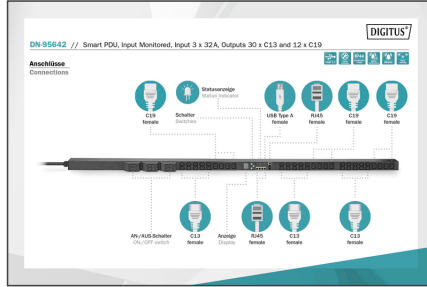 DIGITUS®
DN-95642 // Smart PDU, Input Monitored, Input 3 x 32A, Outputs 30 x C13 and 12 x C19
Anschlüsse
Connections
C19
female
Statusanzeige
Status indicator
Schalter
Switches
USB Type A
female
RJ45
female
C19
female
C19
female
AN-/AUS-Schalter
ON-/OFF switch
C13
female
Anzeige
Display
RJ45
female
C13
female
C13
female